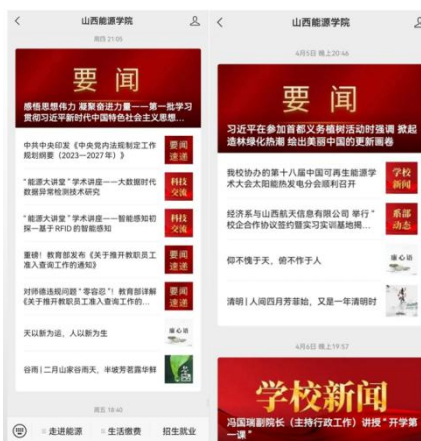 山西能源学院
周四 21:05
要闻
感悟思想伟力 凝聚奋进力量——第一批学习
贯彻习近平新时代中国特色社会主义思想...
中共中央印发《中央党内法规制定工作
规划纲要（2023—2027年）》
要闻
速递
“能源大讲堂”学术讲座——大数据时代
数据异常检测技术研究
科技
交流
“能源大讲堂”学术讲座——智能感知初
探—基于RFID的智能感知
科技
交流
重磅！教育部发布《关于推开教职员工
准入查询工作的通知》
要闻
速递
对师德违规问题“零容忍”！教育部详解
《关于推开教职员工准入查询工作的...
要闻
速递
天以新为运，人以新为生
廉心语
谷雨|二月山家谷雨天，半坡芳茗露华鲜
周五 18:40
走进能源
生活缴费
招生就业
山西能源学院
4月5日 晚上20:46
要闻
习近平在参加首都义务植树活动时强调 掀起
造林绿化热潮 绘出美丽中国的更新画卷
我校协办的第十八届中国可再生能源学
术大会太阳能热发电分会顺利召开
学校
新闻
经济系与山西航天信息有限公司 举行“
校企合作协议签约暨实习实训基地揭...
系部
动态
仰不愧于天，俯不怍于人
廉心语
清明|人间四月芳菲始，又是一年清明时
4月6日 晚上19:57
学校新闻
冯国瑞副院长（主持行政工作）讲授“开学第
一课”